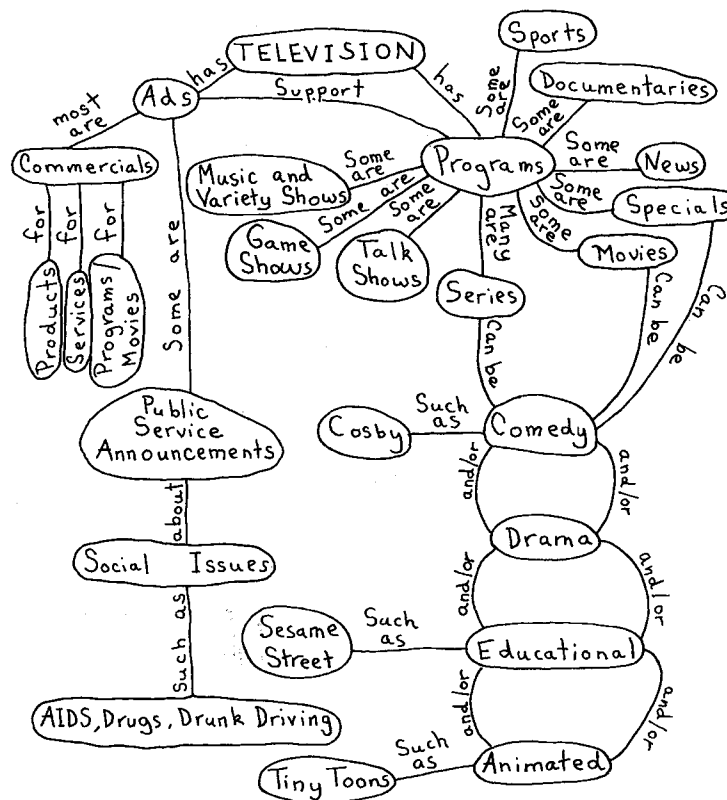 TELEVISION
has
has
Ads
Support
most
are
Commercials
for
for
for
Products
Services
Programs/
Movies
Some are
Public
Service
Announcements
about
Social Issues
Such as
AIDS, Drugs, Drunk Driving
Programs
Some
are
Sports
Some
are
Documentaries
Some
are
News
Some
are
Specials
Some
are
Movies
Some
are
Music and
Variety Shows
Some are
Game
Shows
Some
are
Talk
Shows
Many
are
Series
Can be
Can be
Can be
Comedy
Such
as
Cosby
and/or
and/or
Drama
and/or
and/or
Educational
Such
as
Sesame
Street
and/or
and/or
Animated
Such
as
Tiny Toons